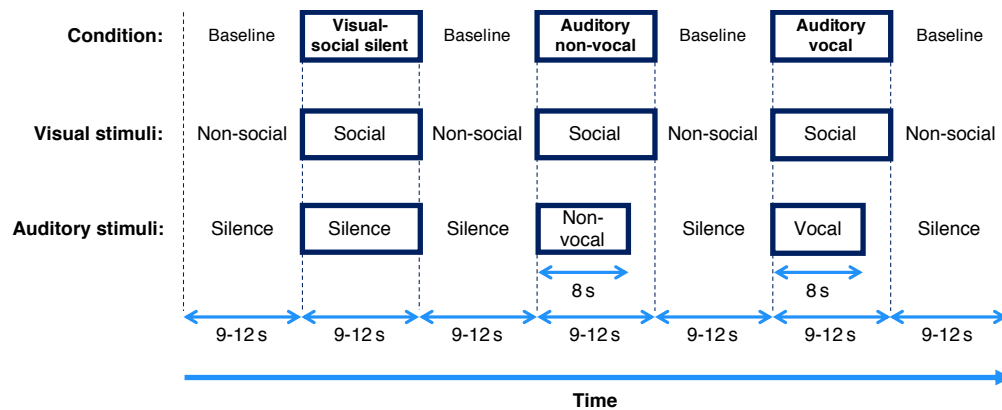 Condition: Baseline Visual-social silent Baseline Auditory non-vocal Baseline Auditory vocal Baseline
Visual stimuli: Non-social Social Non-social Social Non-social Social Non-social
Auditory stimuli: Silence Silence Silence Non-vocal Silence Vocal Silence
8 s 8 s
9-12 s 9-12 s 9-12 s 9-12 s 9-12 s 9-12 s 9-12 s
Time